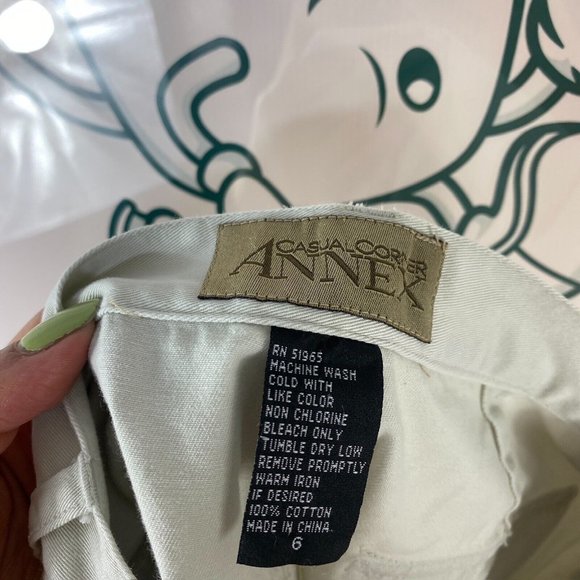 CASUAL CORNER
ANNEX
RN 51965
MACHINE WASH
COLD WITH
LIKE COLOR
NON CHLORINE
BLEACH ONLY
TUMBLE DRY LOW
REMOVE PROMPTLY
WARM IRON
IF DESIRED
100% COTTON
MADE IN CHINA.
6